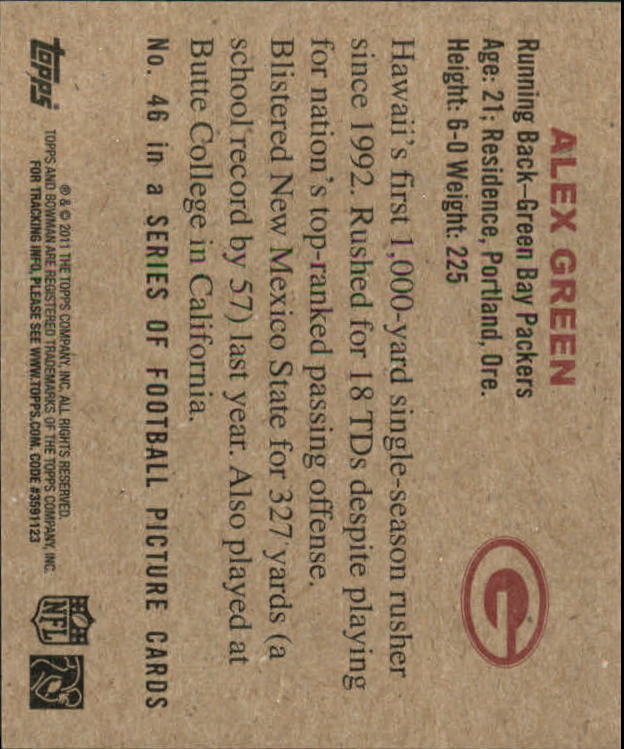 ALEX GREEN
Running Back–Green Bay Packers
Age: 21; Residence, Portland, Ore.
Height: 6-0 Weight: 225
G
Hawaii's first 1,000-yard single-season rusher
since 1992. Rushed for 18 TDs despite playing
for nation's top-ranked passing offense.
Blistered New Mexico State for 327 yards (a
school record by 57) last year. Also played at
Butte College in California.
No. 46 in a SERIES OF FOOTBALL PICTURE CARDS
topps
® & © 2011 THE TOPPS COMPANY, INC. ALL RIGHTS RESERVED.
TOPPS AND BOWMAN ARE REGISTERED TRADEMARKS OF THE TOPPS COMPANY, INC.
FOR TRACKING INFO, PLEASE SEE WWW.TOPPS.COM. CODE #3591123
NFL